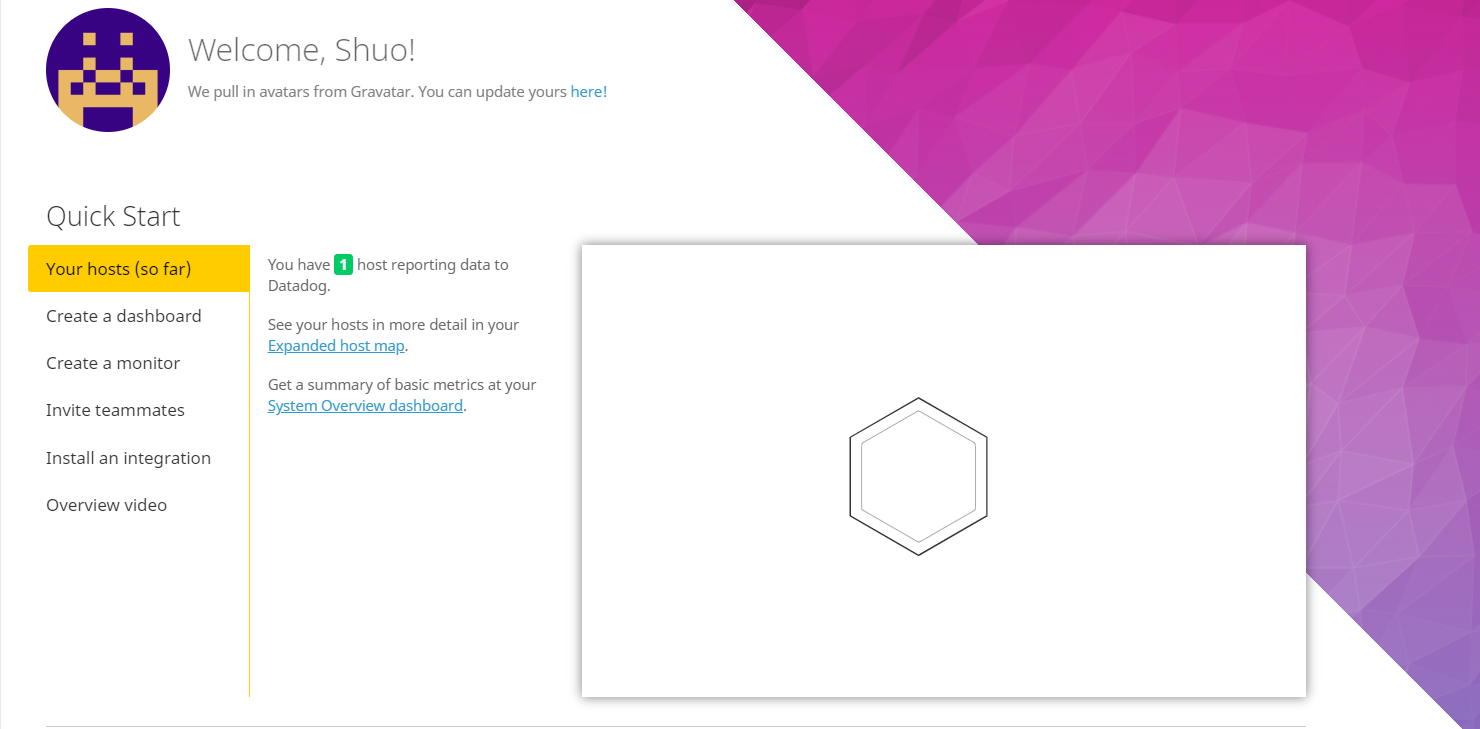 Welcome, Shuo!
We pull in avatars from Gravatar. You can update yours here!
Quick Start
Your hosts (so far)
Create a dashboard
Create a monitor
Invite teammates
Install an integration
Overview video
You have 1 host reporting data to
Datadog.
See your hosts in more detail in your
Expanded host map.
Get a summary of basic metrics at your
System Overview dashboard.